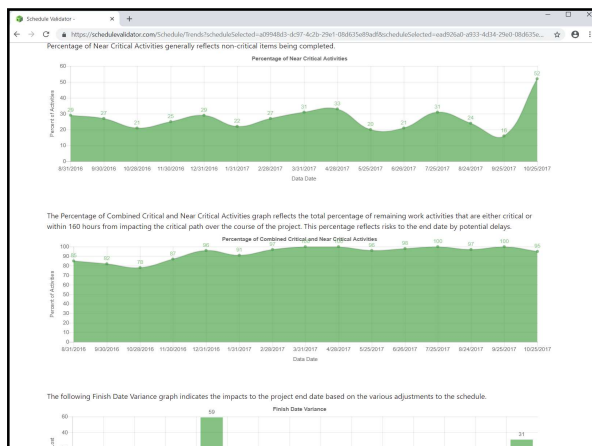 Schedule Validator -
https://schedulevalidator.com/Schedule/Trends?scheduleSelected=a09948d3-dc97-4c2b-29e1-08d635e89adf&scheduleSelected=ead926a0-a933-4d34-29e0-08d635e...
Percentage of Near Critical Activities generally reflects non-critical items being completed.
Percentage of Near Critical Activities
60
50
40
30
20
10
0
Percent of Activities
29 27 21 25 29 22 27 31 33 20 21 31 24 16 52
8/31/2016 9/30/2016 10/28/2016 11/30/2016 12/31/2016 1/31/2017 2/28/2017 3/31/2017 4/28/2017 5/25/2017 6/26/2017 7/25/2017 8/24/2017 9/25/2017 10/25/2017
Data Date
The Percentage of Combined Critical and Near Critical Activities graph reflects the total percentage of remaining work activities that are either critical or
within 160 hours from impacting the critical path over the course of the project. This percentage reflects risks to the end date by potential delays.
Percentage of Combined Critical and Near Critical Activities
100
90
80
70
60
50
40
30
20
10
0
Percent of Activities
85 82 78 87 96 91 97 96 98 100 97 100 95
8/31/2016 9/30/2016 10/28/2016 11/30/2016 12/31/2016 1/31/2017 2/28/2017 3/31/2017 4/28/2017 5/25/2017 6/26/2017 7/25/2017 8/24/2017 9/25/2017 10/25/2017
Data Date
The following Finish Date Variance graph indicates the impacts to the project end date based on the various adjustments to the schedule.
Finish Date Variance
60
40
59
31